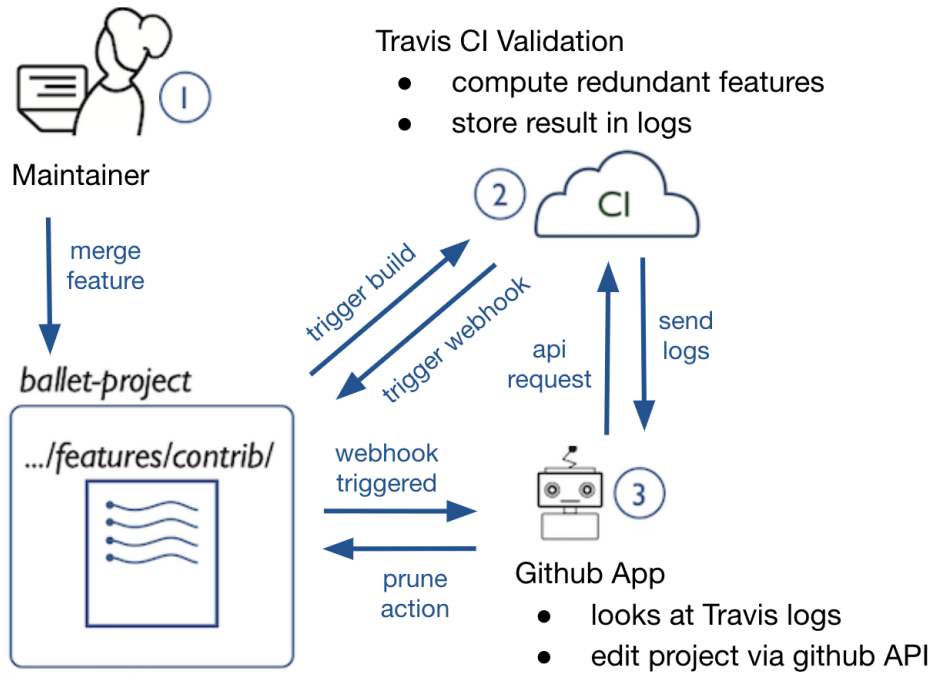 Travis CI Validation
● compute redundant features
● store result in logs
1
Maintainer
2
CI
merge
feature
trigger build
trigger webhook
api
request
send
logs
ballet-project
.../features/contrib/
webhook
triggered
3
prune
action
Github App
● looks at Travis logs
● edit project via github API